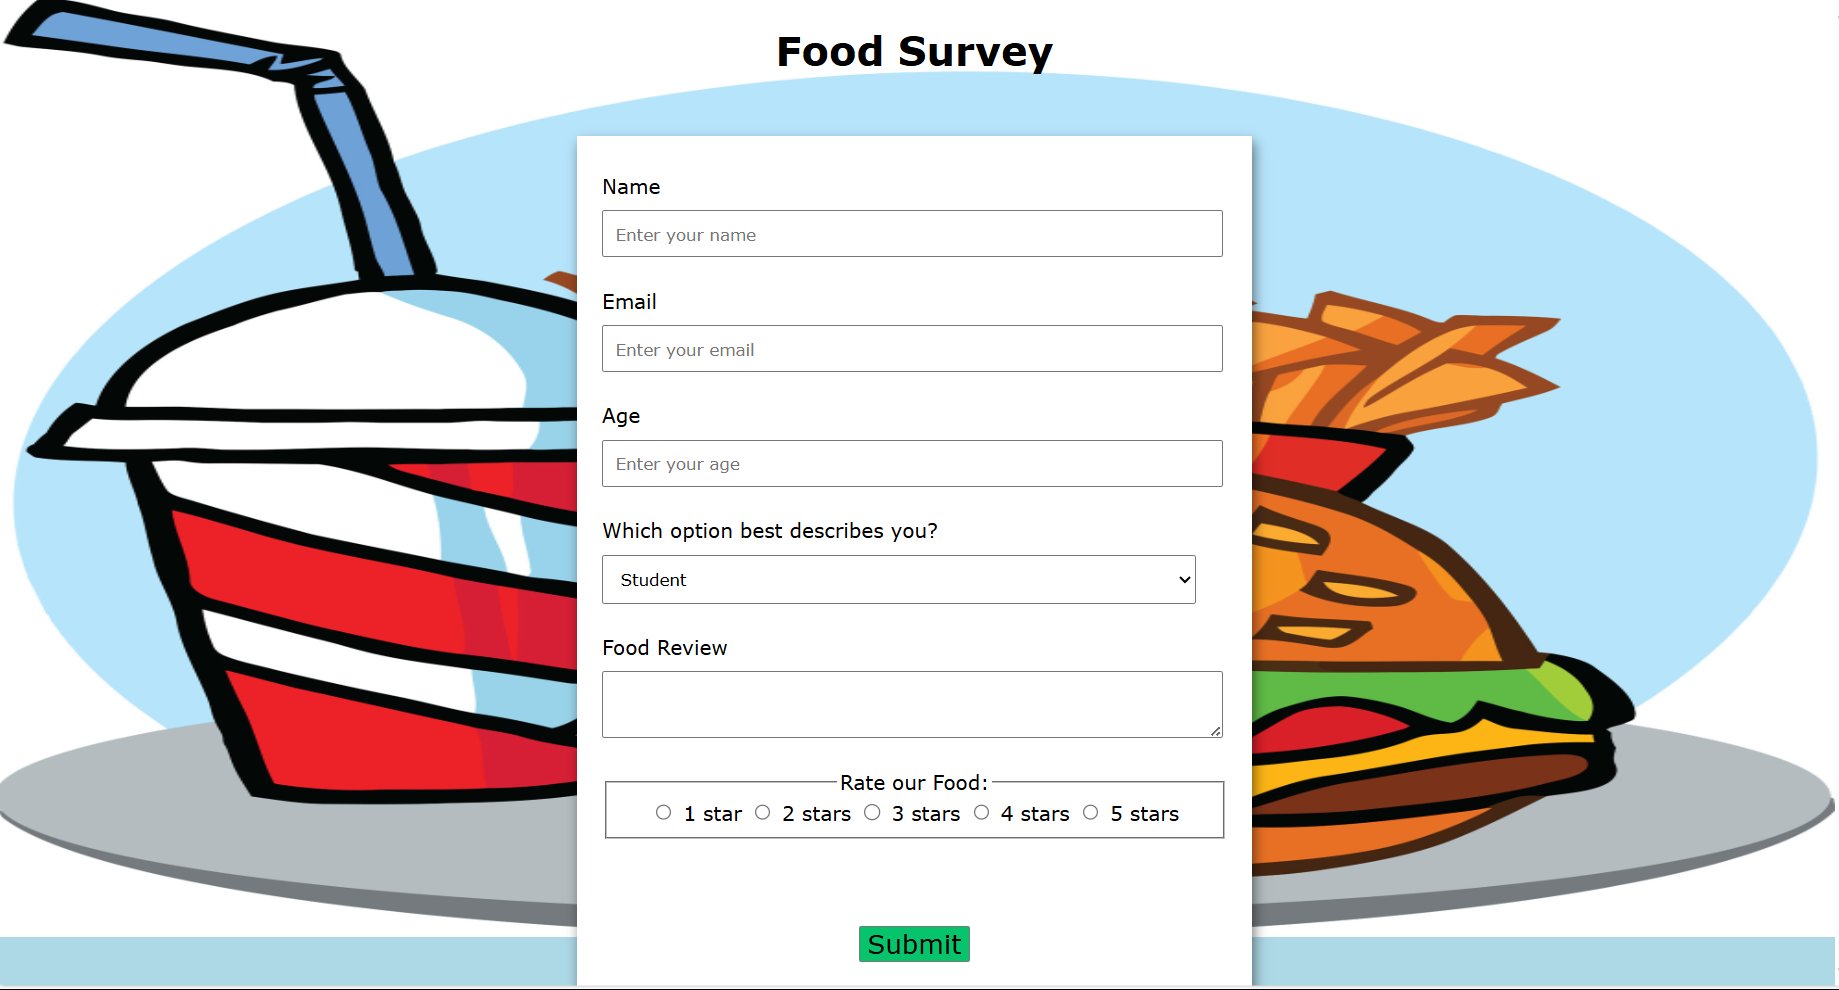 Food Survey
Name
Enter your name
Email
Enter your email
Age
Enter your age
Which option best describes you?
Student
Food Review
Rate our Food:
1 star 2 stars 3 stars 4 stars 5 stars
Submit